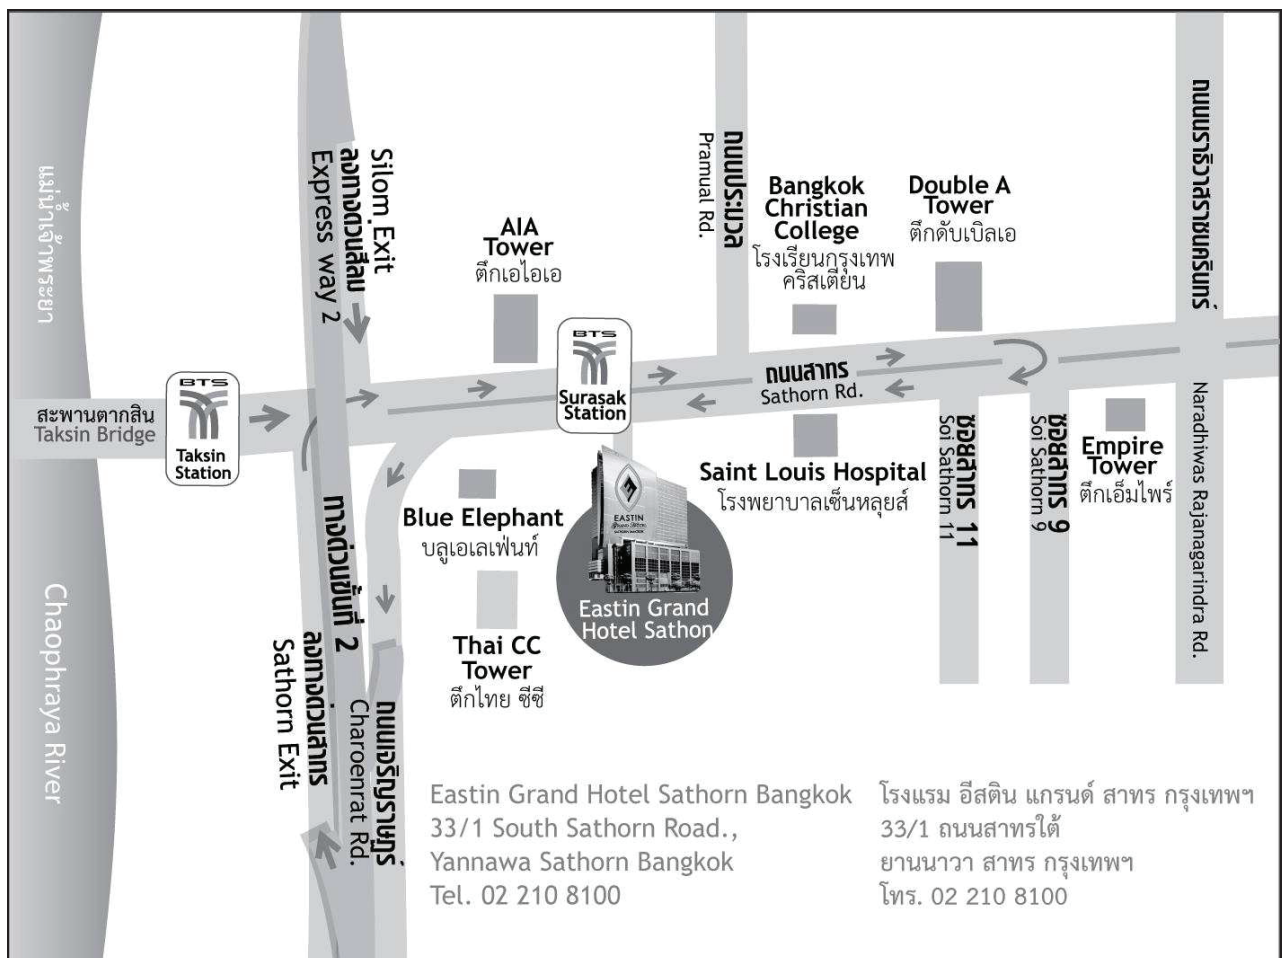 แม่น้ำเจ้าพระยา
Chaophraya River
สะพานตากสิน
Taksin Bridge
BTS
Taksin
Station
Silom Exit
ลงทางด่วนสีลม
Express way 2
ทางด่วนขั้นที่ 2
ลงทางด่วนสาทร
Sathorn Exit
ถนนเจริญราษฎร์
Charoenrat Rd.
AIA
Tower
ตึกเอไอเอ
BTS
Surasak
Station
ถนนประมวล
Pramual Rd.
Bangkok
Christian
College
โรงเรียนกรุงเทพ
คริสเตียน
Double A
Tower
ตึกดับเบิลเอ
ถนนนราธิวาสราชนครินทร์
Naradhiwas Rajanagarindra Rd.
ถนนสาทร
Sathorn Rd.
Blue Elephant
บลูเอเลเฟ่นท์
Thai CC
Tower
ตึกไทย ซีซี
EASTIN
Eastin Grand
Hotel Sathon
Saint Louis Hospital
โรงพยาบาลเซ็นหลุยส์
ซอยสาทร 11
Soi Sathorn 11
ซอยสาทร 9
Soi Sathorn 9
Empire
Tower
ตึกเอ็มไพร์
Eastin Grand Hotel Sathorn Bangkok
33/1 South Sathorn Road.,
Yannawa Sathorn Bangkok
Tel. 02 210 8100
โรงแรม อีสติน แกรนด์ สาทร กรุงเทพฯ
33/1 ถนนสาทรใต้
ยานนาวา สาทร กรุงเทพฯ
โทร. 02 210 8100